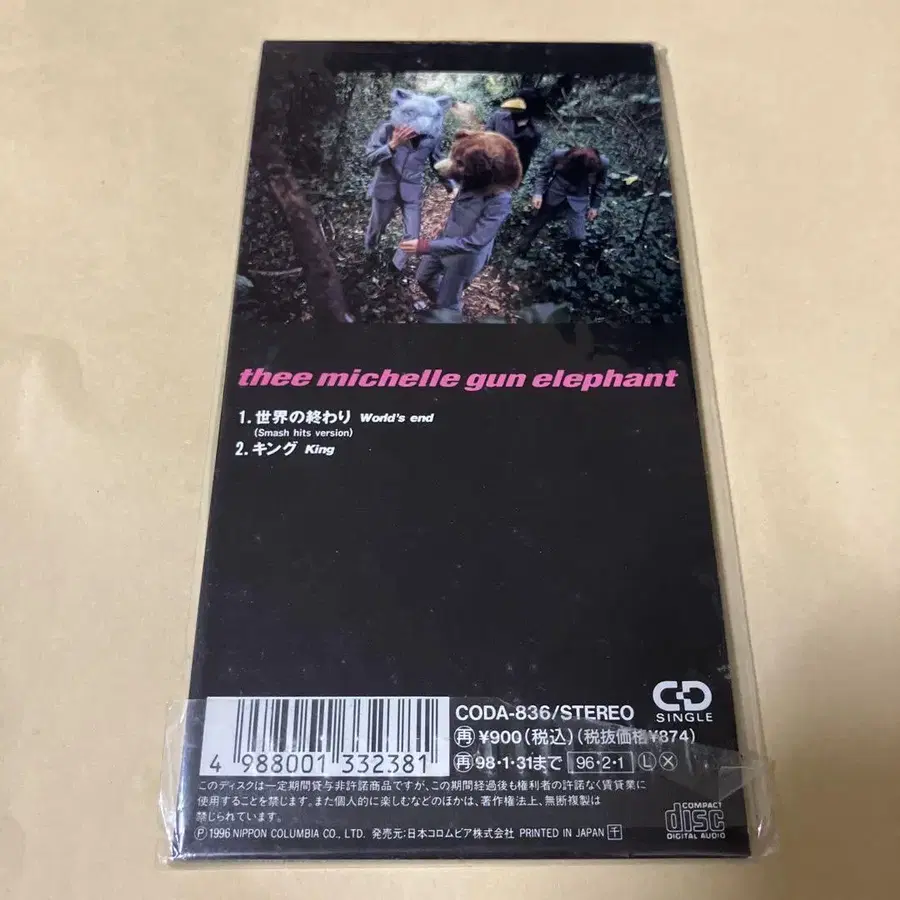 thee michelle gun elephant
1. 世界の終わり World's end
(Smash hits version)
2. キング King
CODA-836/STEREO
再 ¥900(税込)(税抜価格¥874)
再 98・1・31まで 96・2・1 L X
4 988001 332381
CD
SINGLE
このディスクは一定期間貸与非許諾商品ですが、この期間経過後も権利者の許諾なく賃貸業に
使用することを禁じます。また個人的に楽しむなどのほかは、著作権法上、無断複製は
禁じられています。
Ⓟ 1996 NIPPON COLUMBIA CO., LTD. 発売元:日本コロムビア株式会社 PRINTED IN JAPAN 千
COMPACT
disc
DIGITAL AUDIO